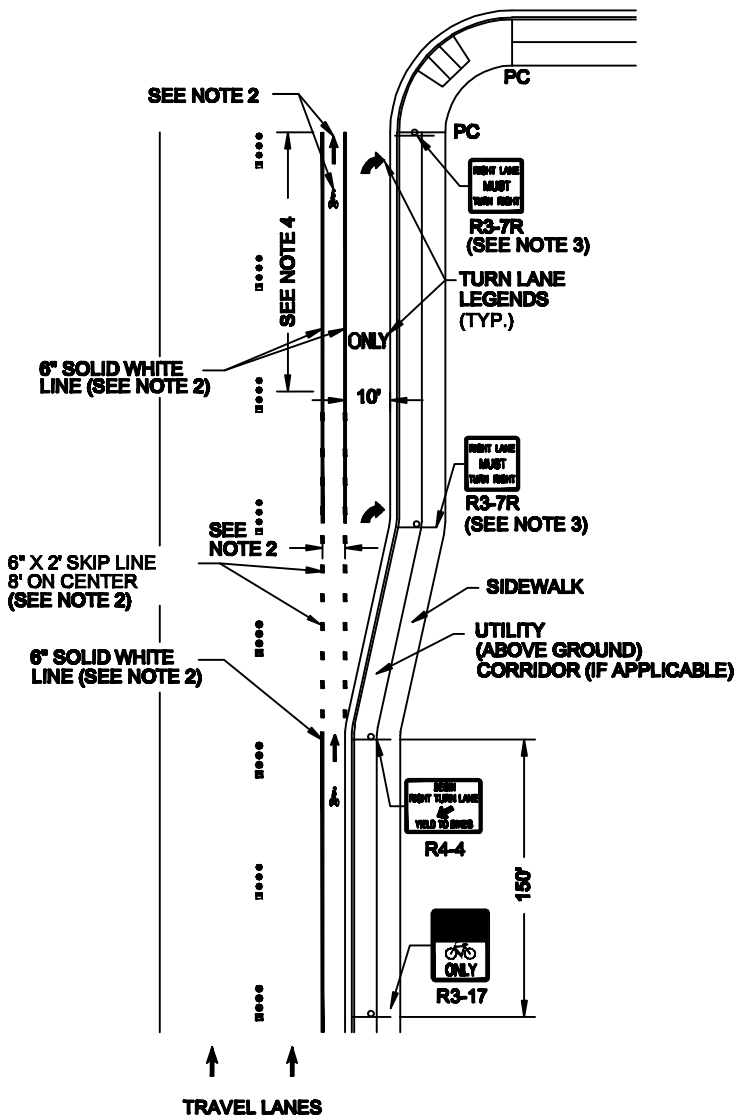 PC
SEE NOTE 2
PC
RIGHT LANE
MUST
TURN RIGHT
R3-7R
(SEE NOTE 3)
SEE NOTE 4
TURN LANE
LEGENDS
(TYP.)
ONLY
6" SOLID WHITE
LINE (SEE NOTE 2)
10'
RIGHT LANE
MUST
TURN RIGHT
R3-7R
(SEE NOTE 3)
SEE
NOTE 2
6" X 2' SKIP LINE
8' ON CENTER
(SEE NOTE 2)
SIDEWALK
UTILITY
(ABOVE GROUND)
CORRIDOR (IF APPLICABLE)
6" SOLID WHITE
LINE (SEE NOTE 2)
BEGIN
RIGHT TURN LANE
YIELD TO BIKES
R4-4
150'
ONLY
R3-17
TRAVEL LANES